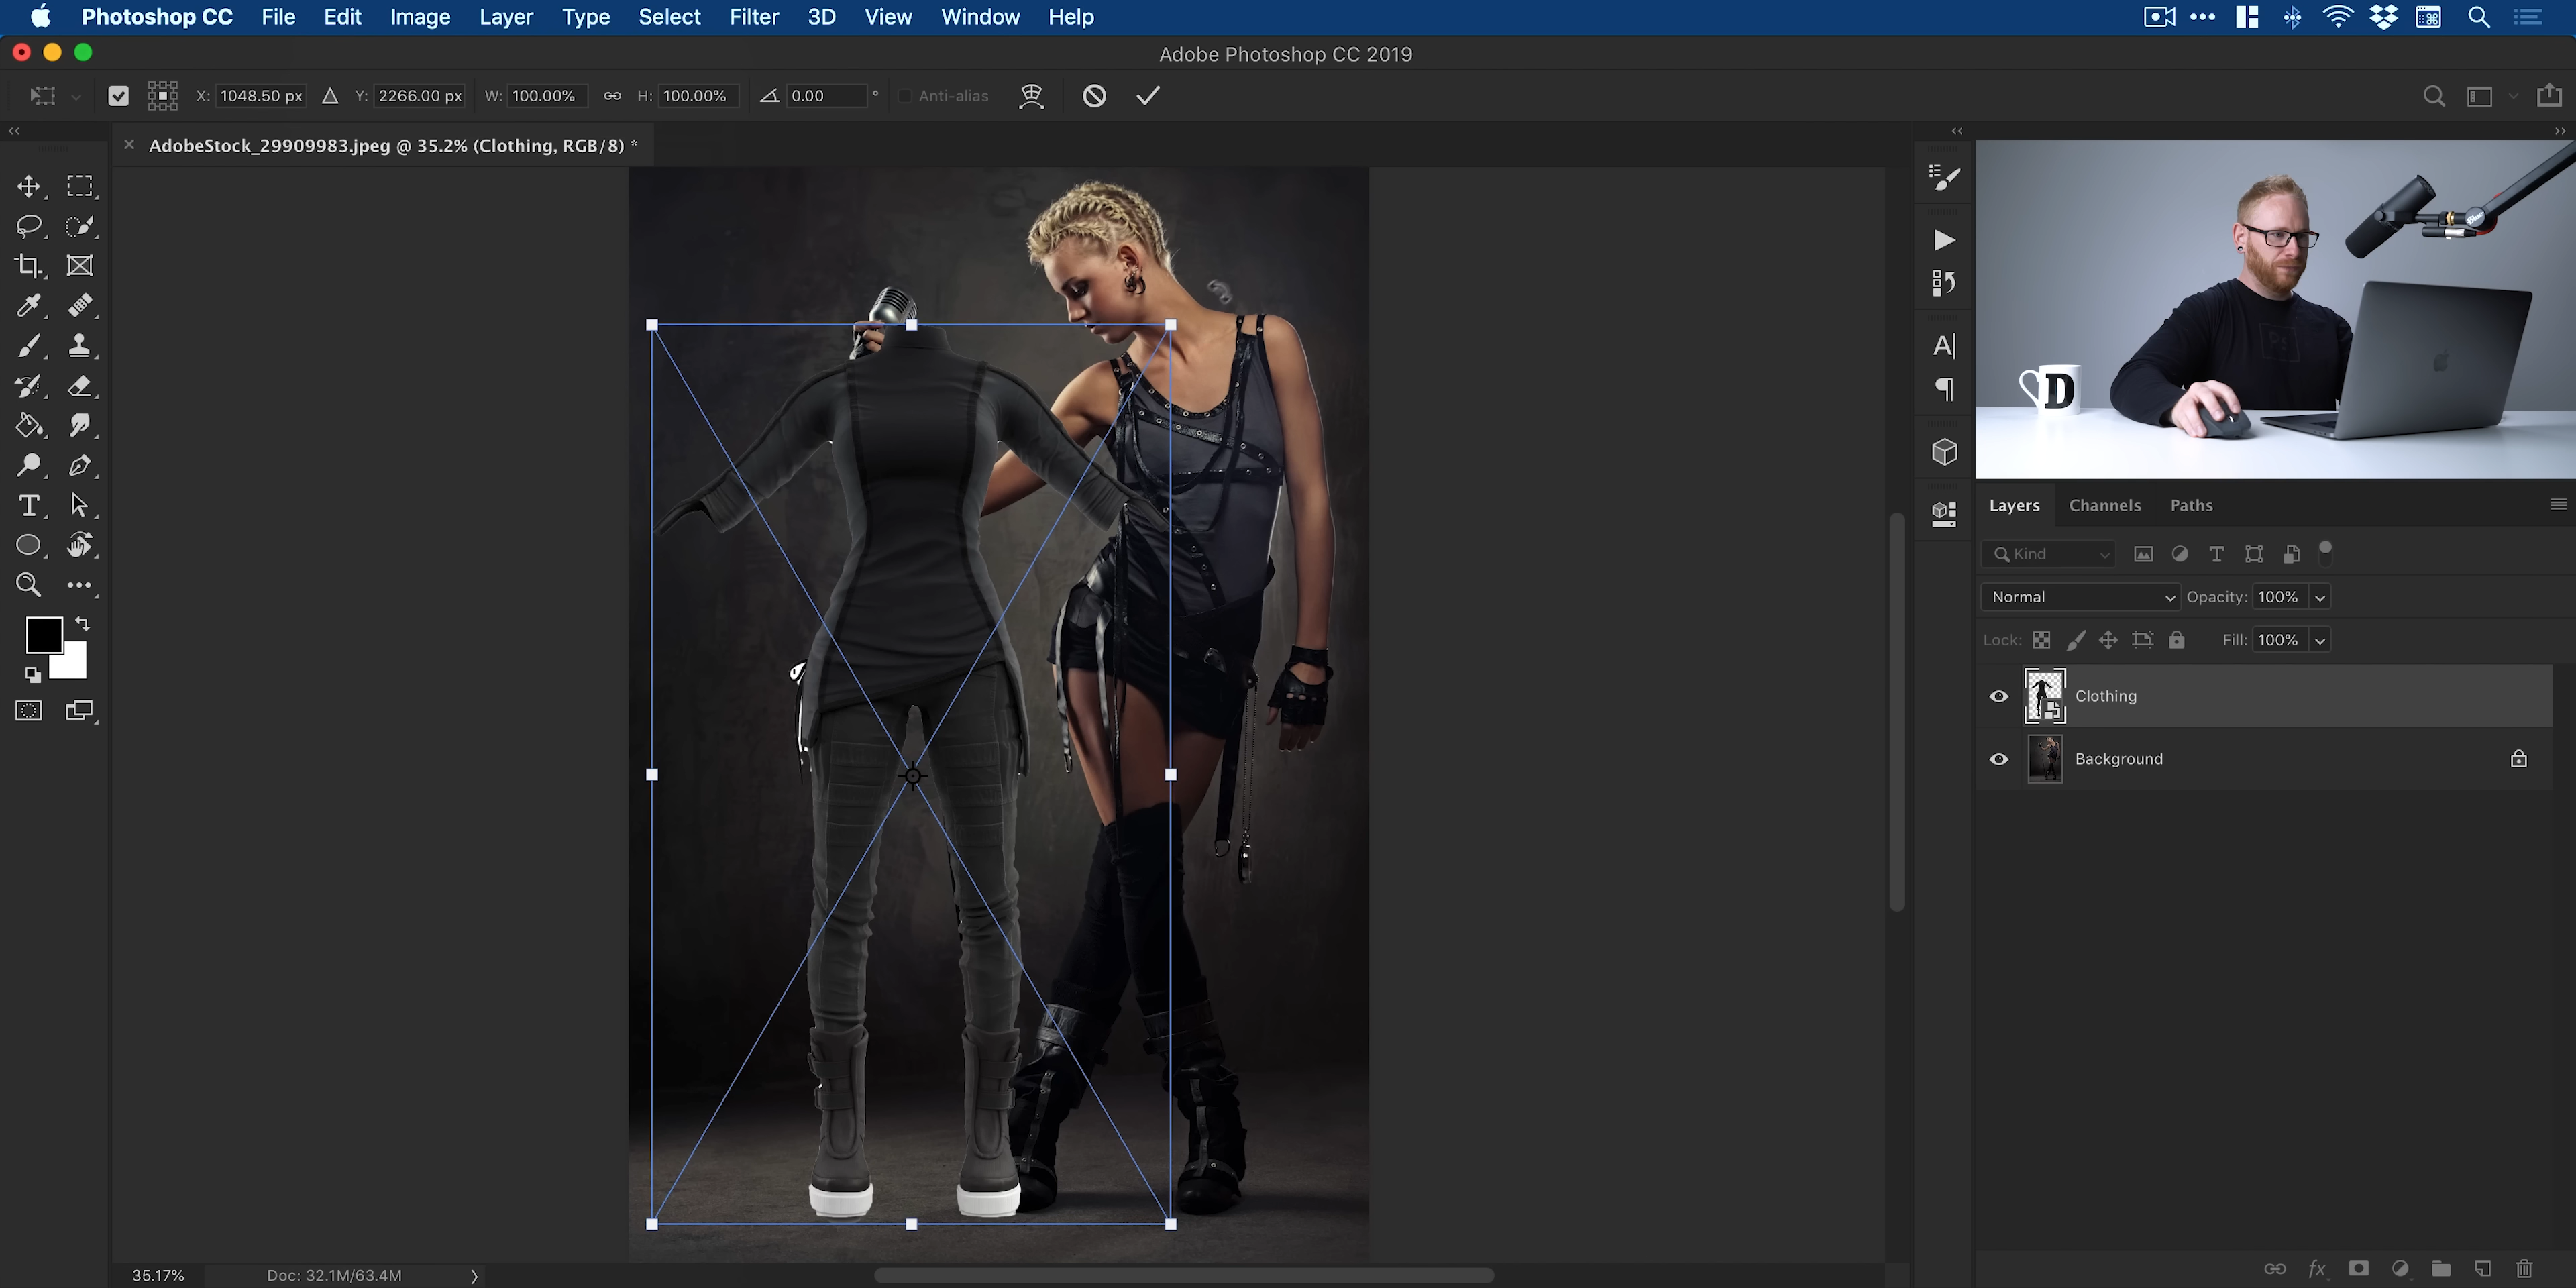 Photoshop CC File Edit Image Layer Type Select Filter 3D View Window Help
Adobe Photoshop CC 2019
X: 1048.50 px Y: 2266.00 px W: 100.00% H: 100.00% 0.00 ° Anti-alias
AdobeStock_29909983.jpeg @ 35.2% (Clothing, RGB/8) *
D
Layers Channels Paths
Kind
Normal Opacity: 100%
Lock: Fill: 100%
Clothing
Background
35.17% Doc: 32.1M/63.4M